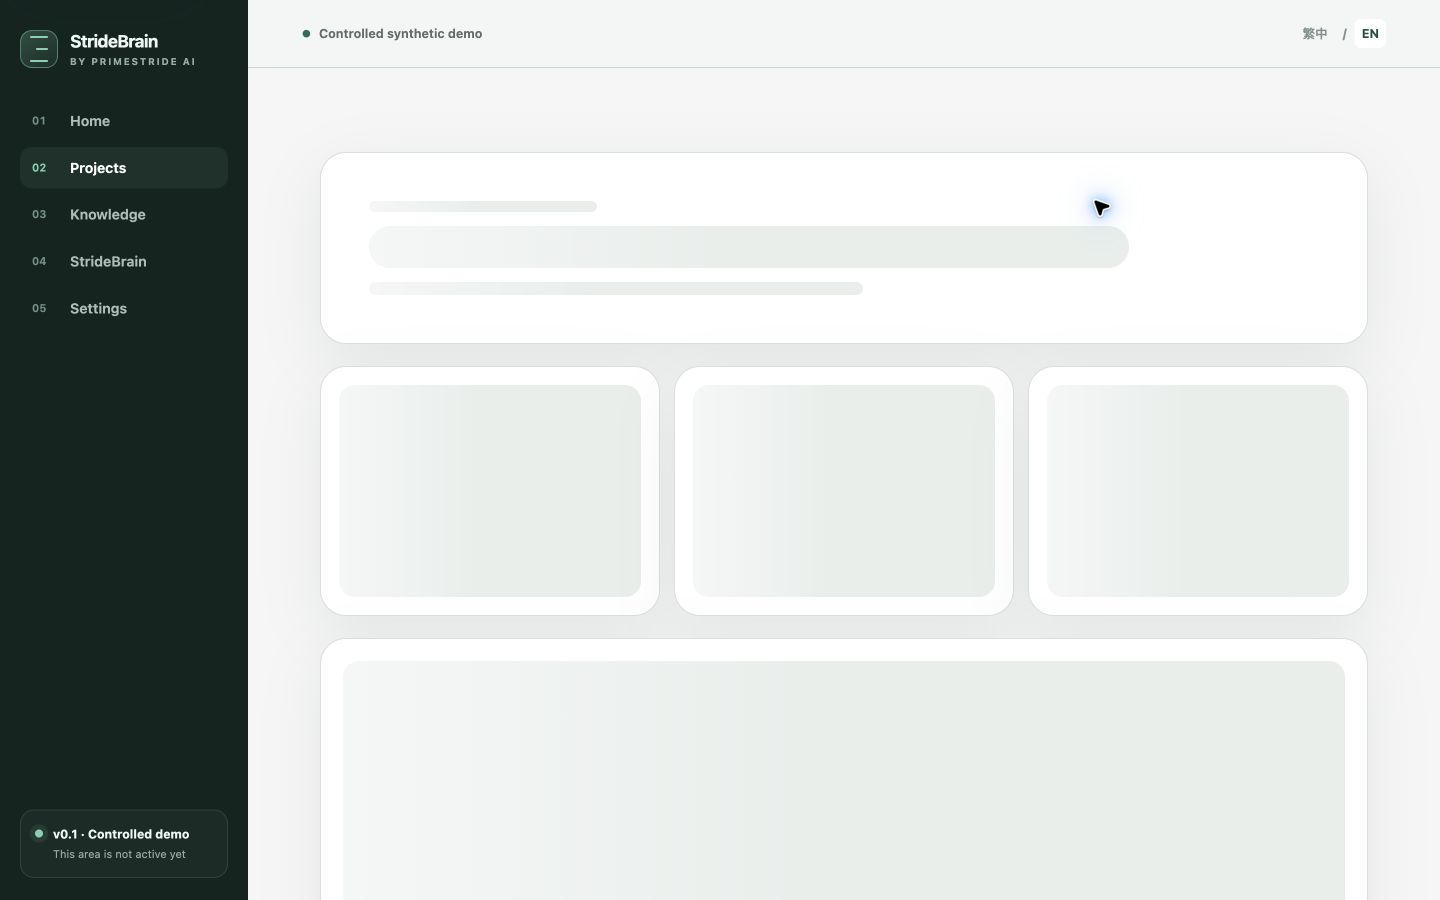 StrideBrain
BY PRIMESTRIDE AI
01 Home
02 Projects
03 Knowledge
04 StrideBrain
05 Settings
v0.1 · Controlled demo
This area is not active yet
Controlled synthetic demo
繁中 / EN